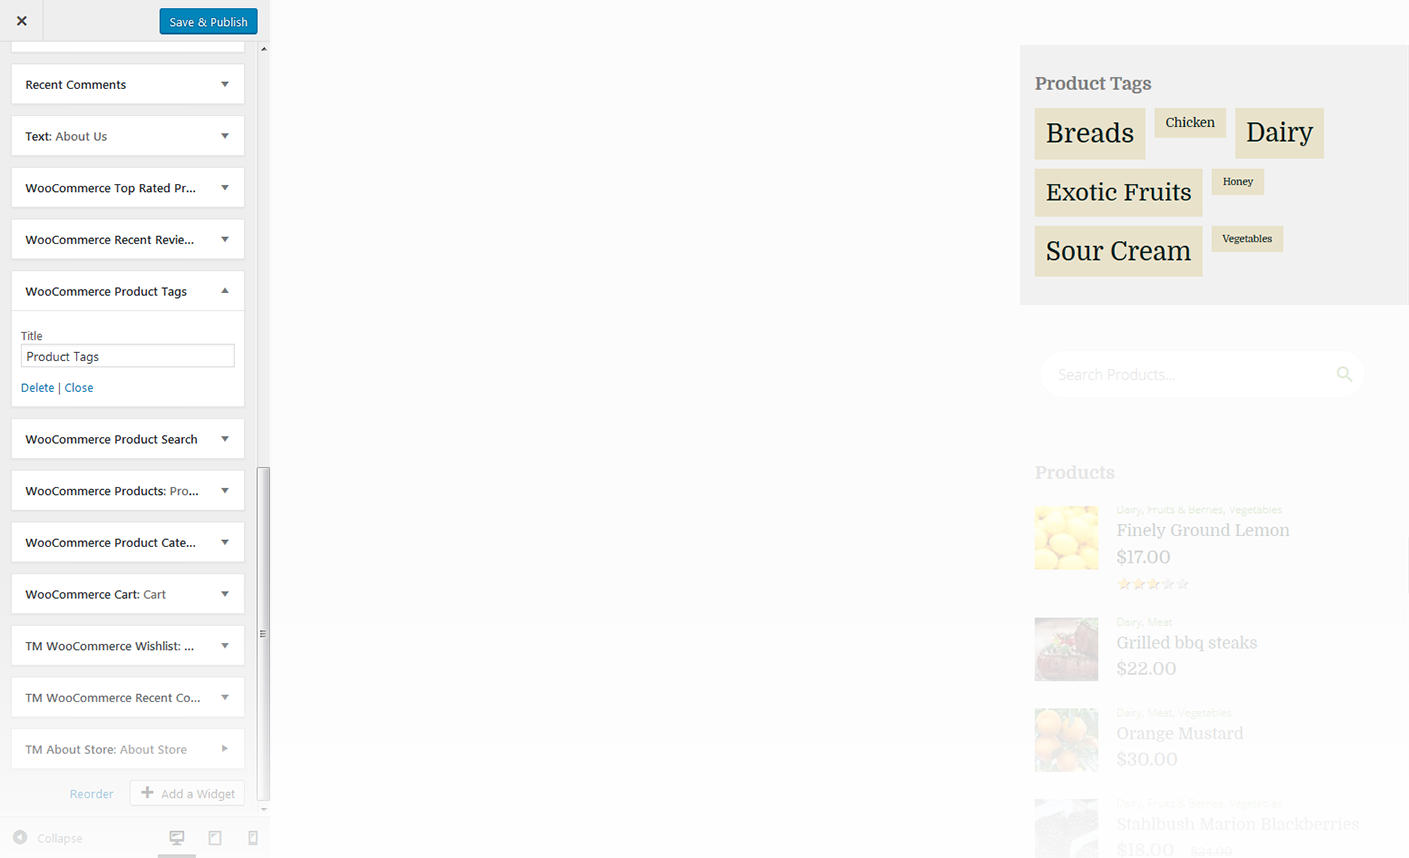 Save & Publish
Recent Comments
Text: About Us
WooCommerce Top Rated Pr...
WooCommerce Recent Revie...
WooCommerce Product Tags
Title
Product Tags
Delete | Close
WooCommerce Product Search
WooCommerce Products: Pro...
WooCommerce Product Cate...
WooCommerce Cart: Cart
TM WooCommerce Wishlist: ...
TM WooCommerce Recent Co...
TM About Store: About Store
Reorder
Add a Widget
Collapse
Product Tags
Breads Chicken Dairy
Exotic Fruits Honey
Sour Cream Vegetables
Search Products...
Products
Dairy, Fruits & Berries, Vegetables
Finely Ground Lemon
$17.00
Dairy, Meat
Grilled bbq steaks
$22.00
Dairy, Meat, Vegetables
Orange Mustard
$30.00
Dairy, Fruits & Berries, Vegetables
Stahlbush Marion Blackberries
$18.00 $24.00